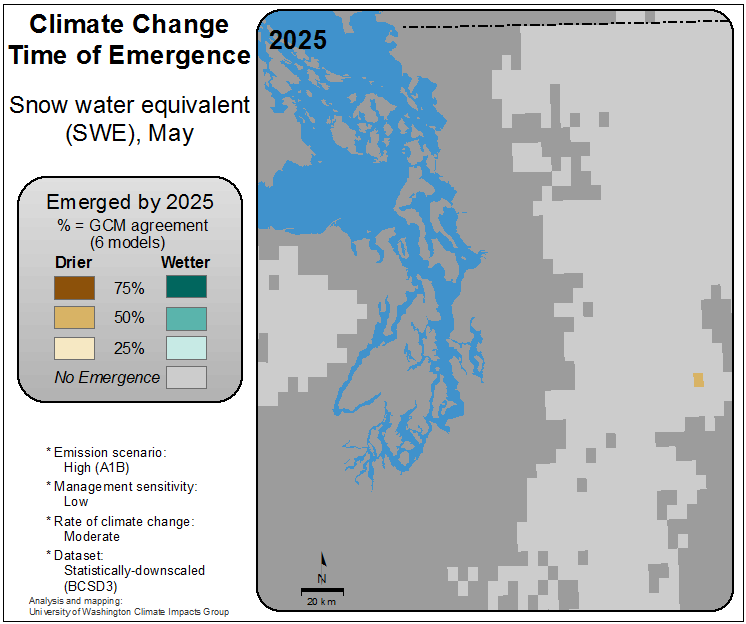 Climate Change
Time of Emergence
Snow water equivalent
(SWE), May
Emerged by 2025
% = GCM agreement
(6 models)
Drier Wetter
75%
50%
25%
No Emergence
* Emission scenario:
High (A1B)
* Management sensitivity:
Low
* Rate of climate change:
Moderate
* Dataset:
Statistically-downscaled
(BCSD3)
Analysis and mapping:
University of Washington Climate Impacts Group
2025
N
20 km